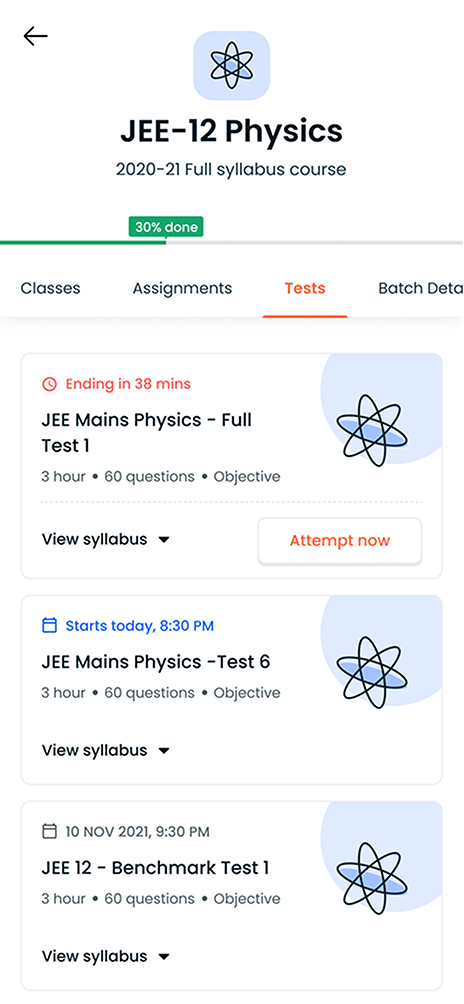 JEE-12 Physics
2020-21 Full syllabus course
30% done
Classes Assignments Tests Batch Deta
Ending in 38 mins
JEE Mains Physics - Full
Test 1
3 hour • 60 questions • Objective
View syllabus Attempt now
Starts today, 8:30 PM
JEE Mains Physics -Test 6
3 hour • 60 questions • Objective
View syllabus
10 NOV 2021, 9:30 PM
JEE 12 - Benchmark Test 1
3 hour • 60 questions • Objective
View syllabus